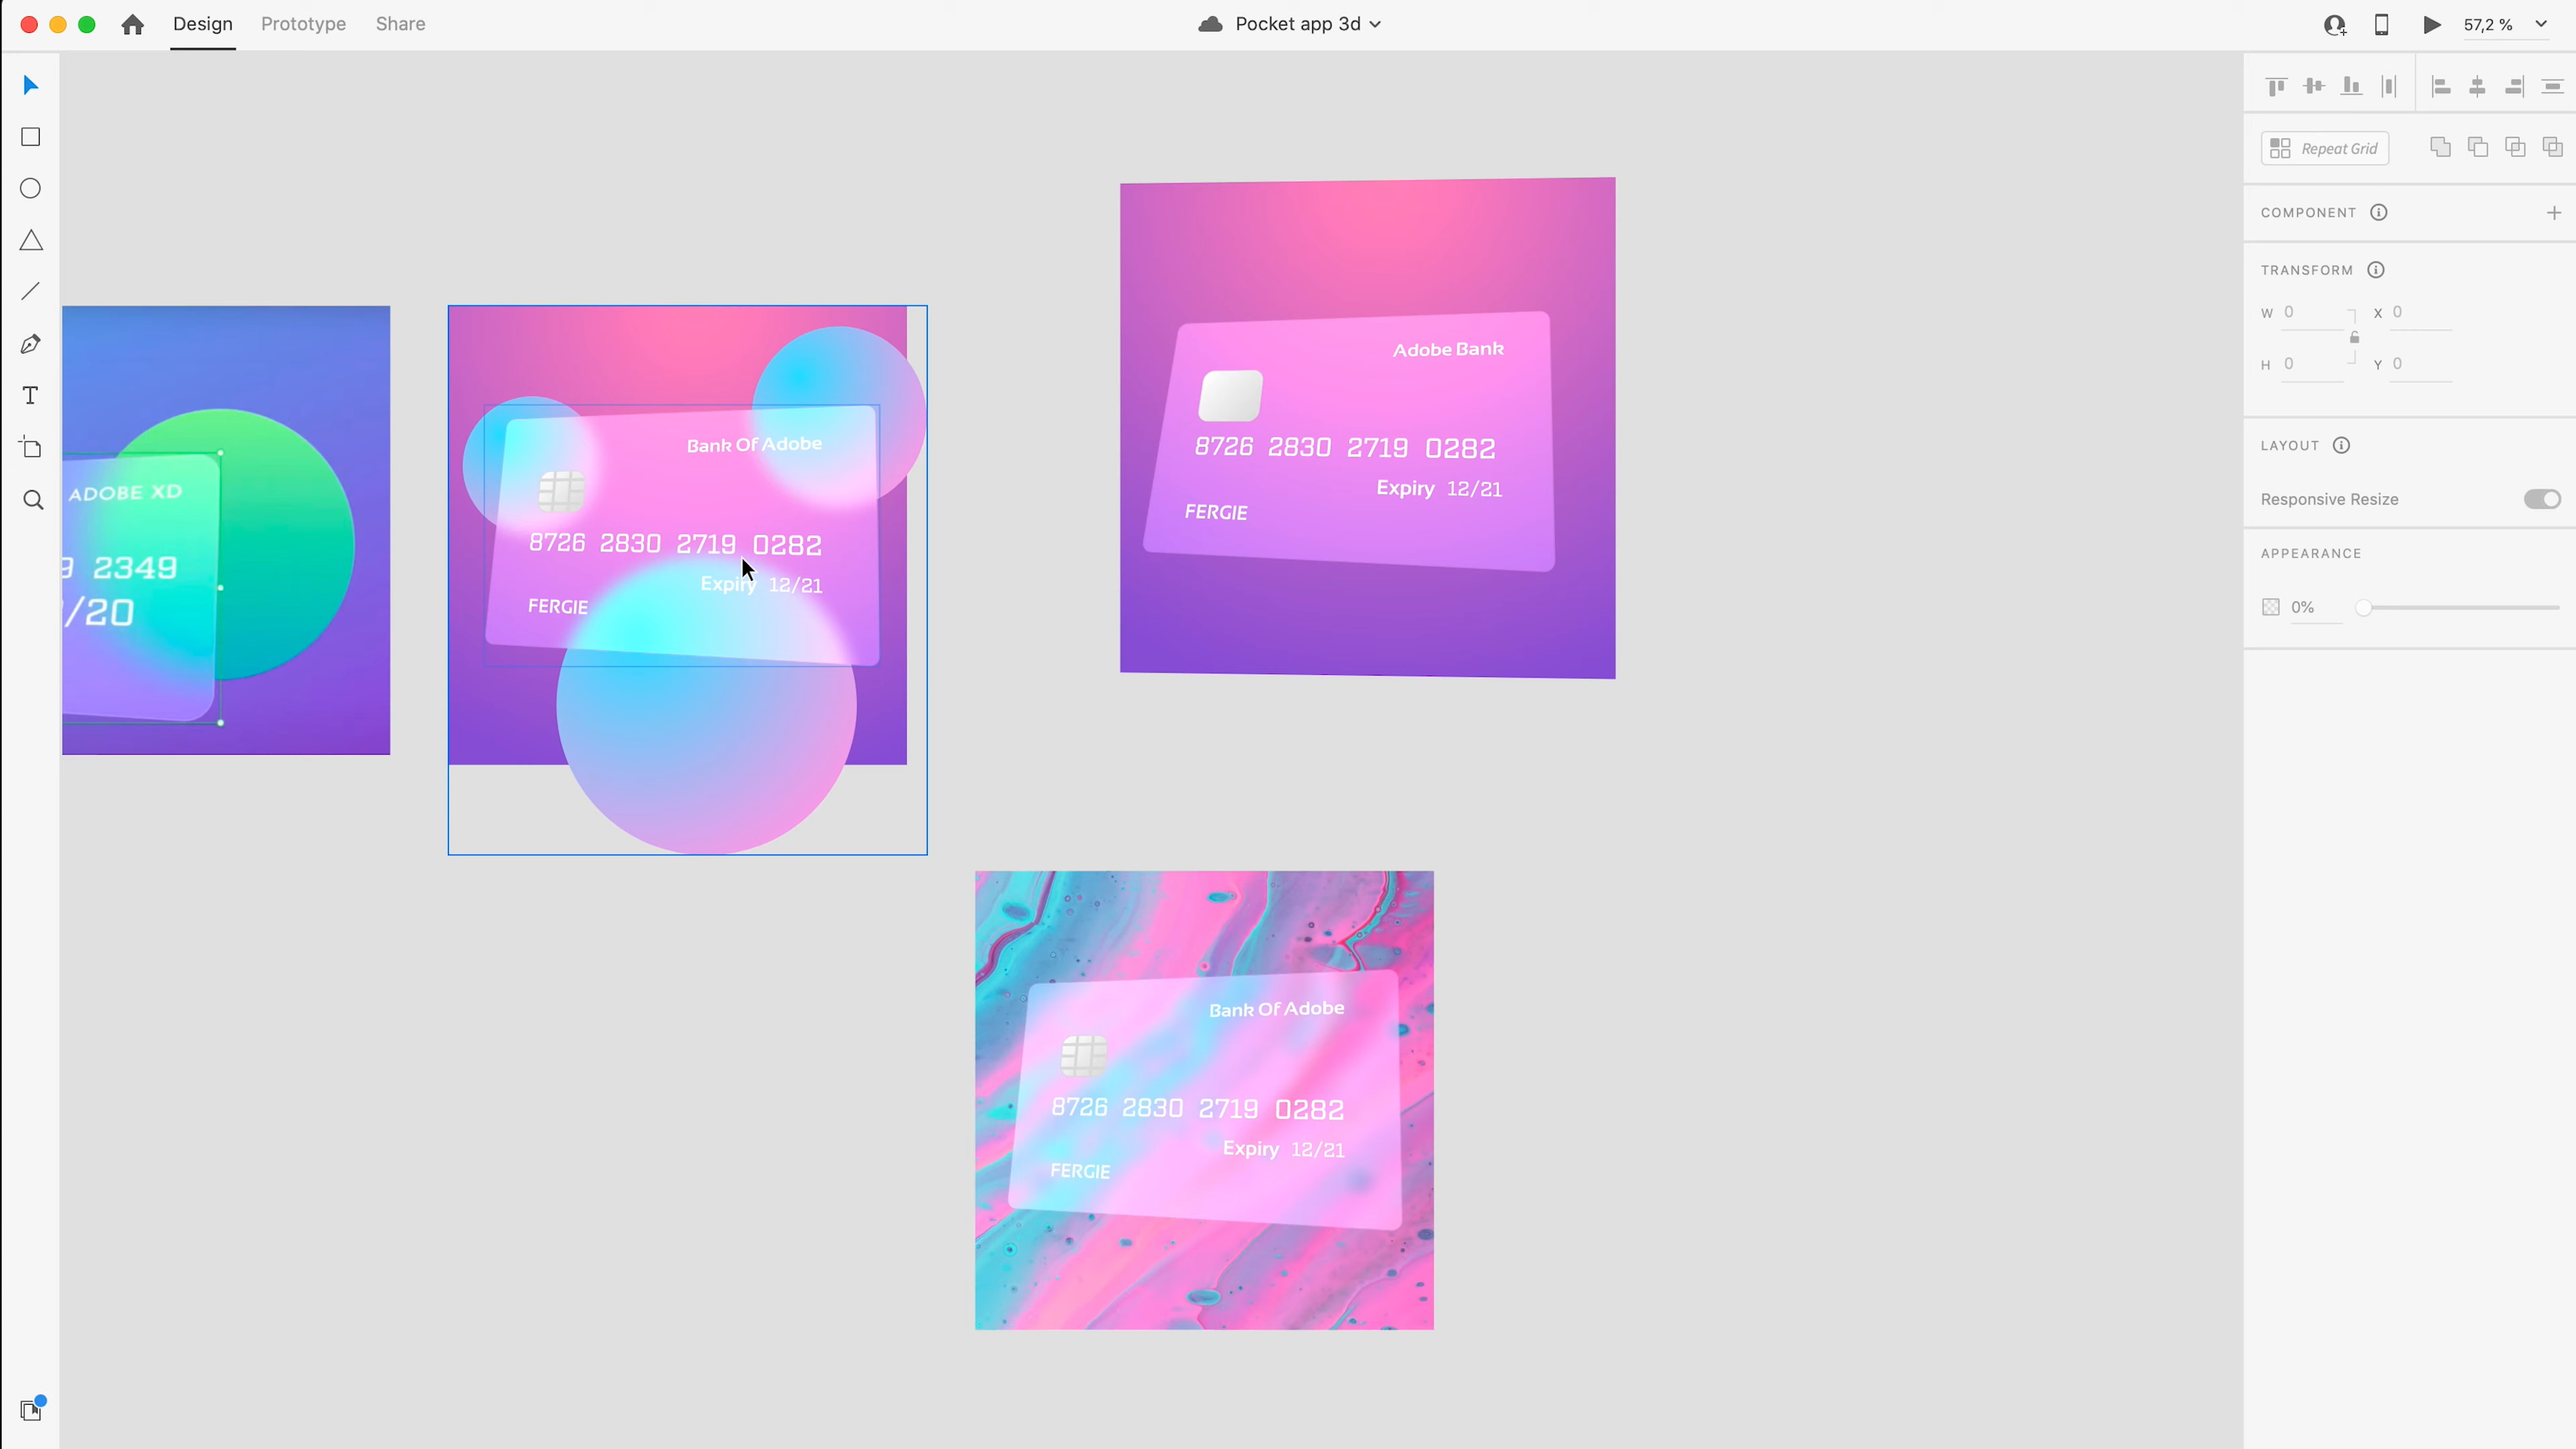 Design Prototype Share Pocket app 3d 57,2 %
Repeat Grid
COMPONENT
TRANSFORM
W 0 X 0
H 0 Y 0
LAYOUT
Responsive Resize
APPEARANCE
0%
ADOBE XD
9 2349
/20
Bank Of Adobe
8726 2830 2719 0282
Expiry 12/21
FERGIE
Adobe Bank
8726 2830 2719 0282
Expiry 12/21
FERGIE
Bank Of Adobe
8726 2830 2719 0282
Expiry 12/21
FERGIE